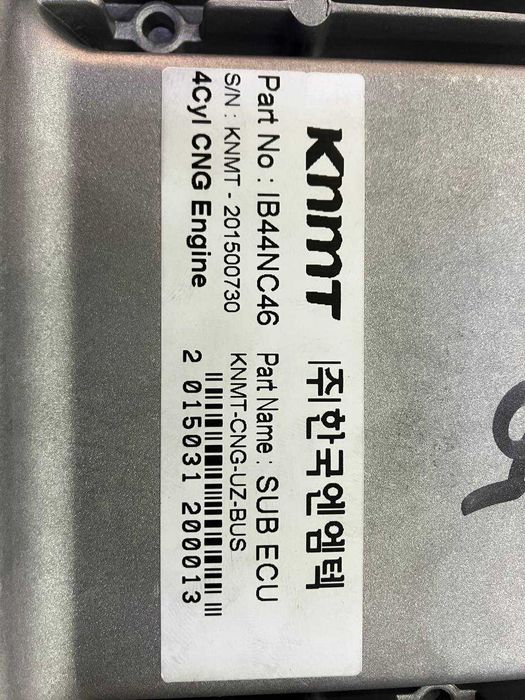 KnmT |주|한국엔엠텍
Part No : IB44NC46 Part Name : SUB ECU
S/N : KNMT - 201500730 KNMT-CNG-UZ-BUS
4Cyl CNG Engine
2 015031 200013